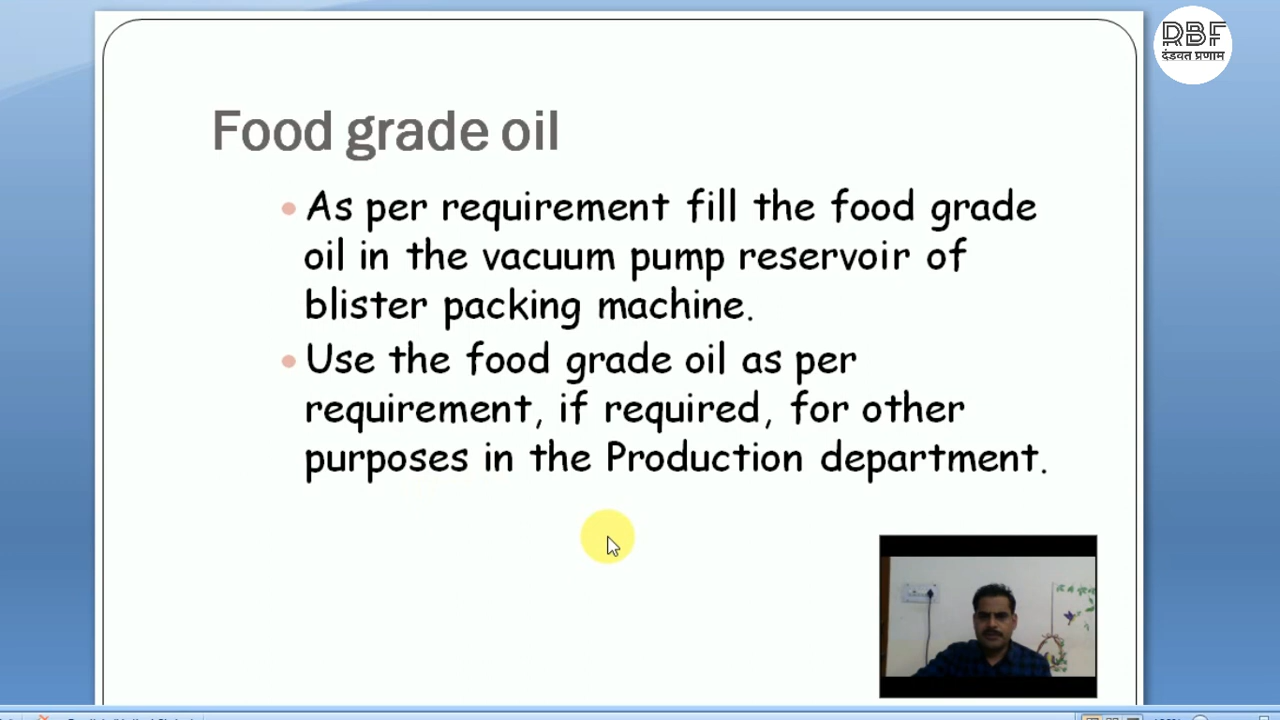 RBF
दंडवत प्रणाम
Food grade oil
As per requirement fill the food grade
oil in the vacuum pump reservoir of
blister packing machine.
Use the food grade oil as per
requirement, if required, for other
purposes in the Production department.